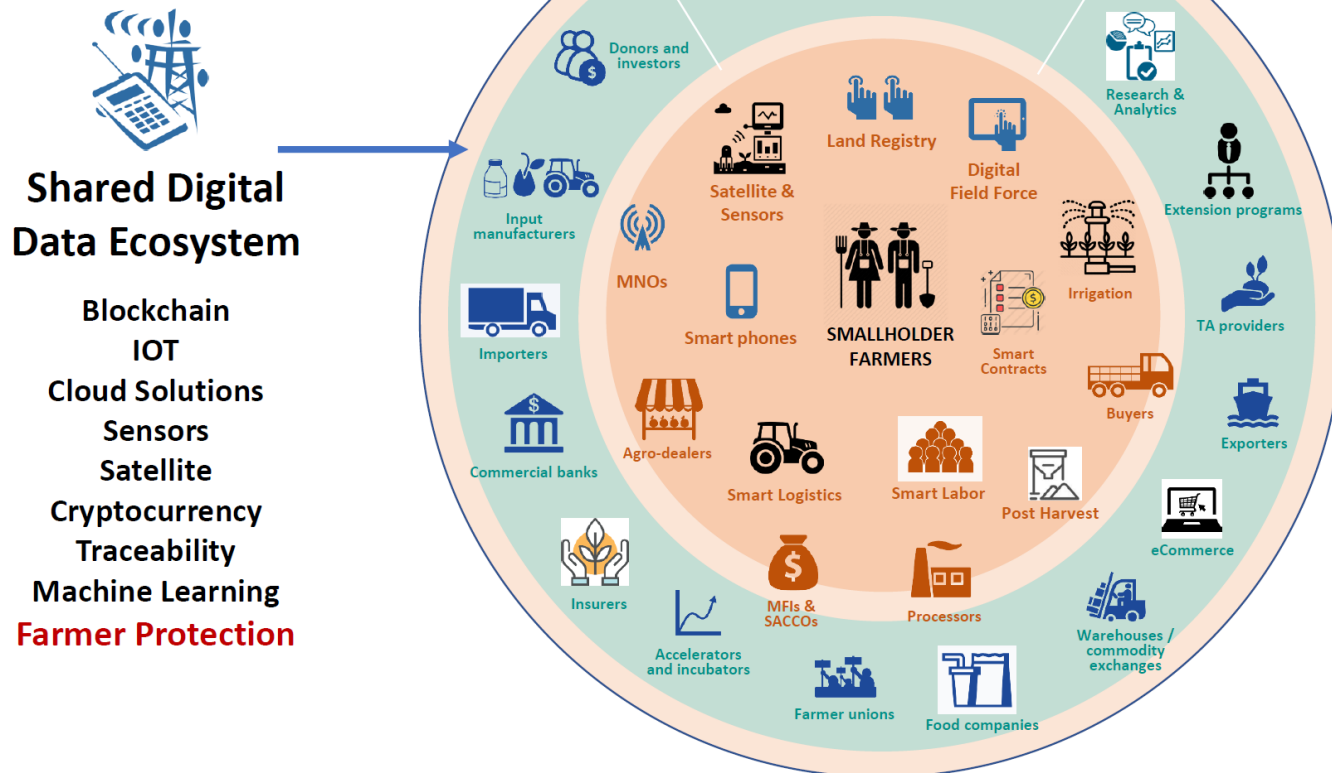 Shared Digital
Data Ecosystem
Blockchain
IOT
Cloud Solutions
Sensors
Satellite
Cryptocurrency
Traceability
Machine Learning
Farmer Protection
Donors and
investors
Input
manufacturers
Importers
Commercial banks
Insurers
Accelerators
and incubators
Farmer unions
Food companies
Warehouses /
commodity
exchanges
eCommerce
Exporters
TA providers
Extension programs
Research &
Analytics
Land Registry
Digital
Field Force
Satellite &
Sensors
MNOs
Smart phones
SMALLHOLDER
FARMERS
Irrigation
Smart
Contracts
Buyers
Agro-dealers
Smart Logistics
Smart Labor
Post Harvest
MFIs &
SACCOs
Processors